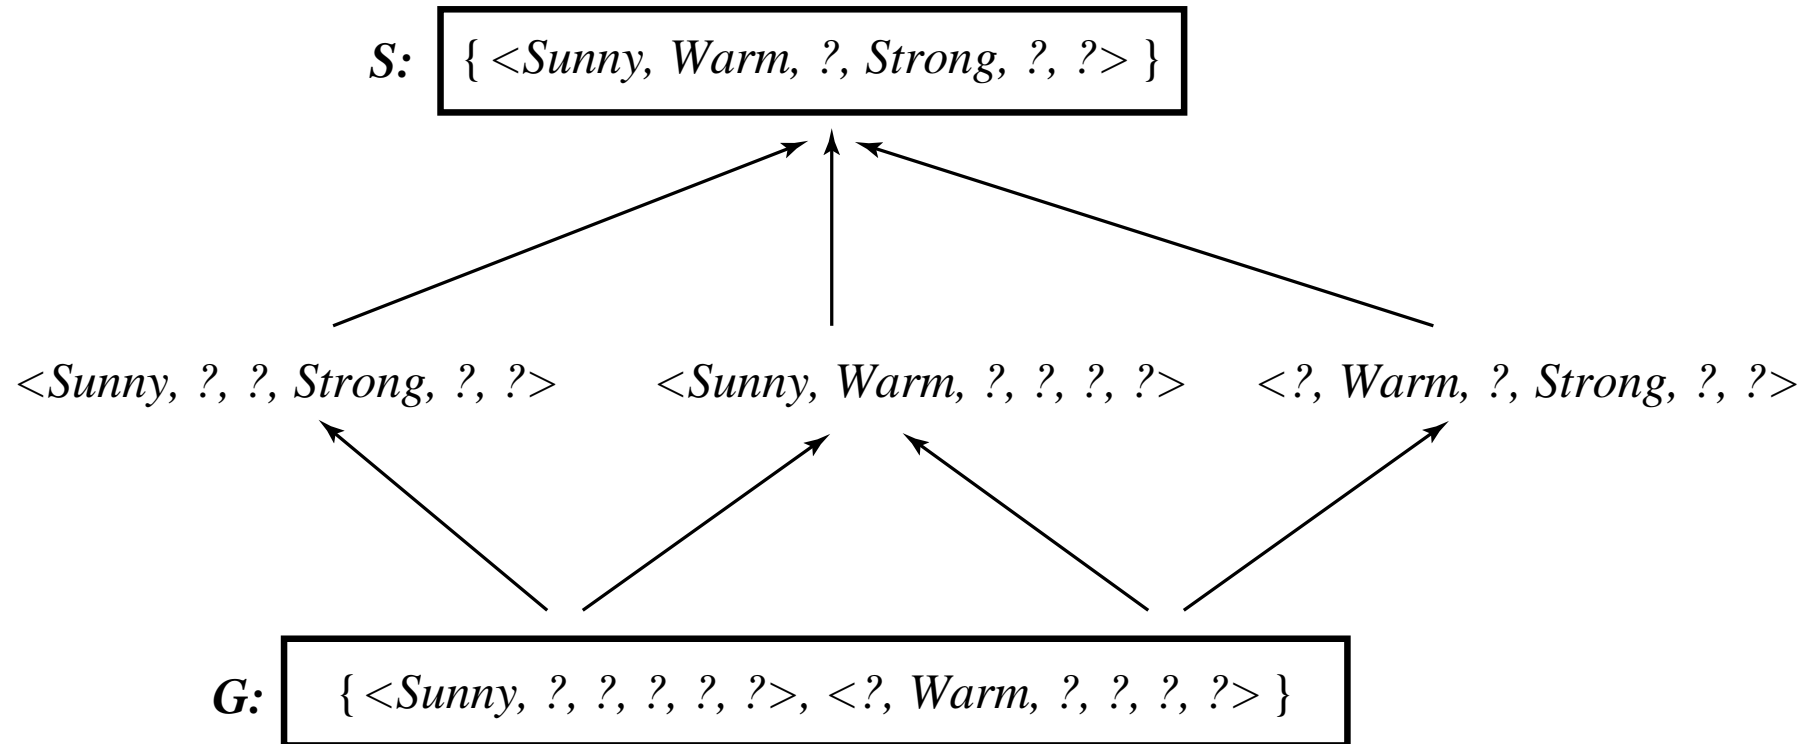 S: { <Sunny, Warm, ?, Strong, ?, ?> }
<Sunny, ?, ?, Strong, ?, ?> <Sunny, Warm, ?, ?, ?, ?> <?, Warm, ?, Strong, ?, ?>
G: { <Sunny, ?, ?, ?, ?, ?>, <?, Warm, ?, ?, ?, ?> }